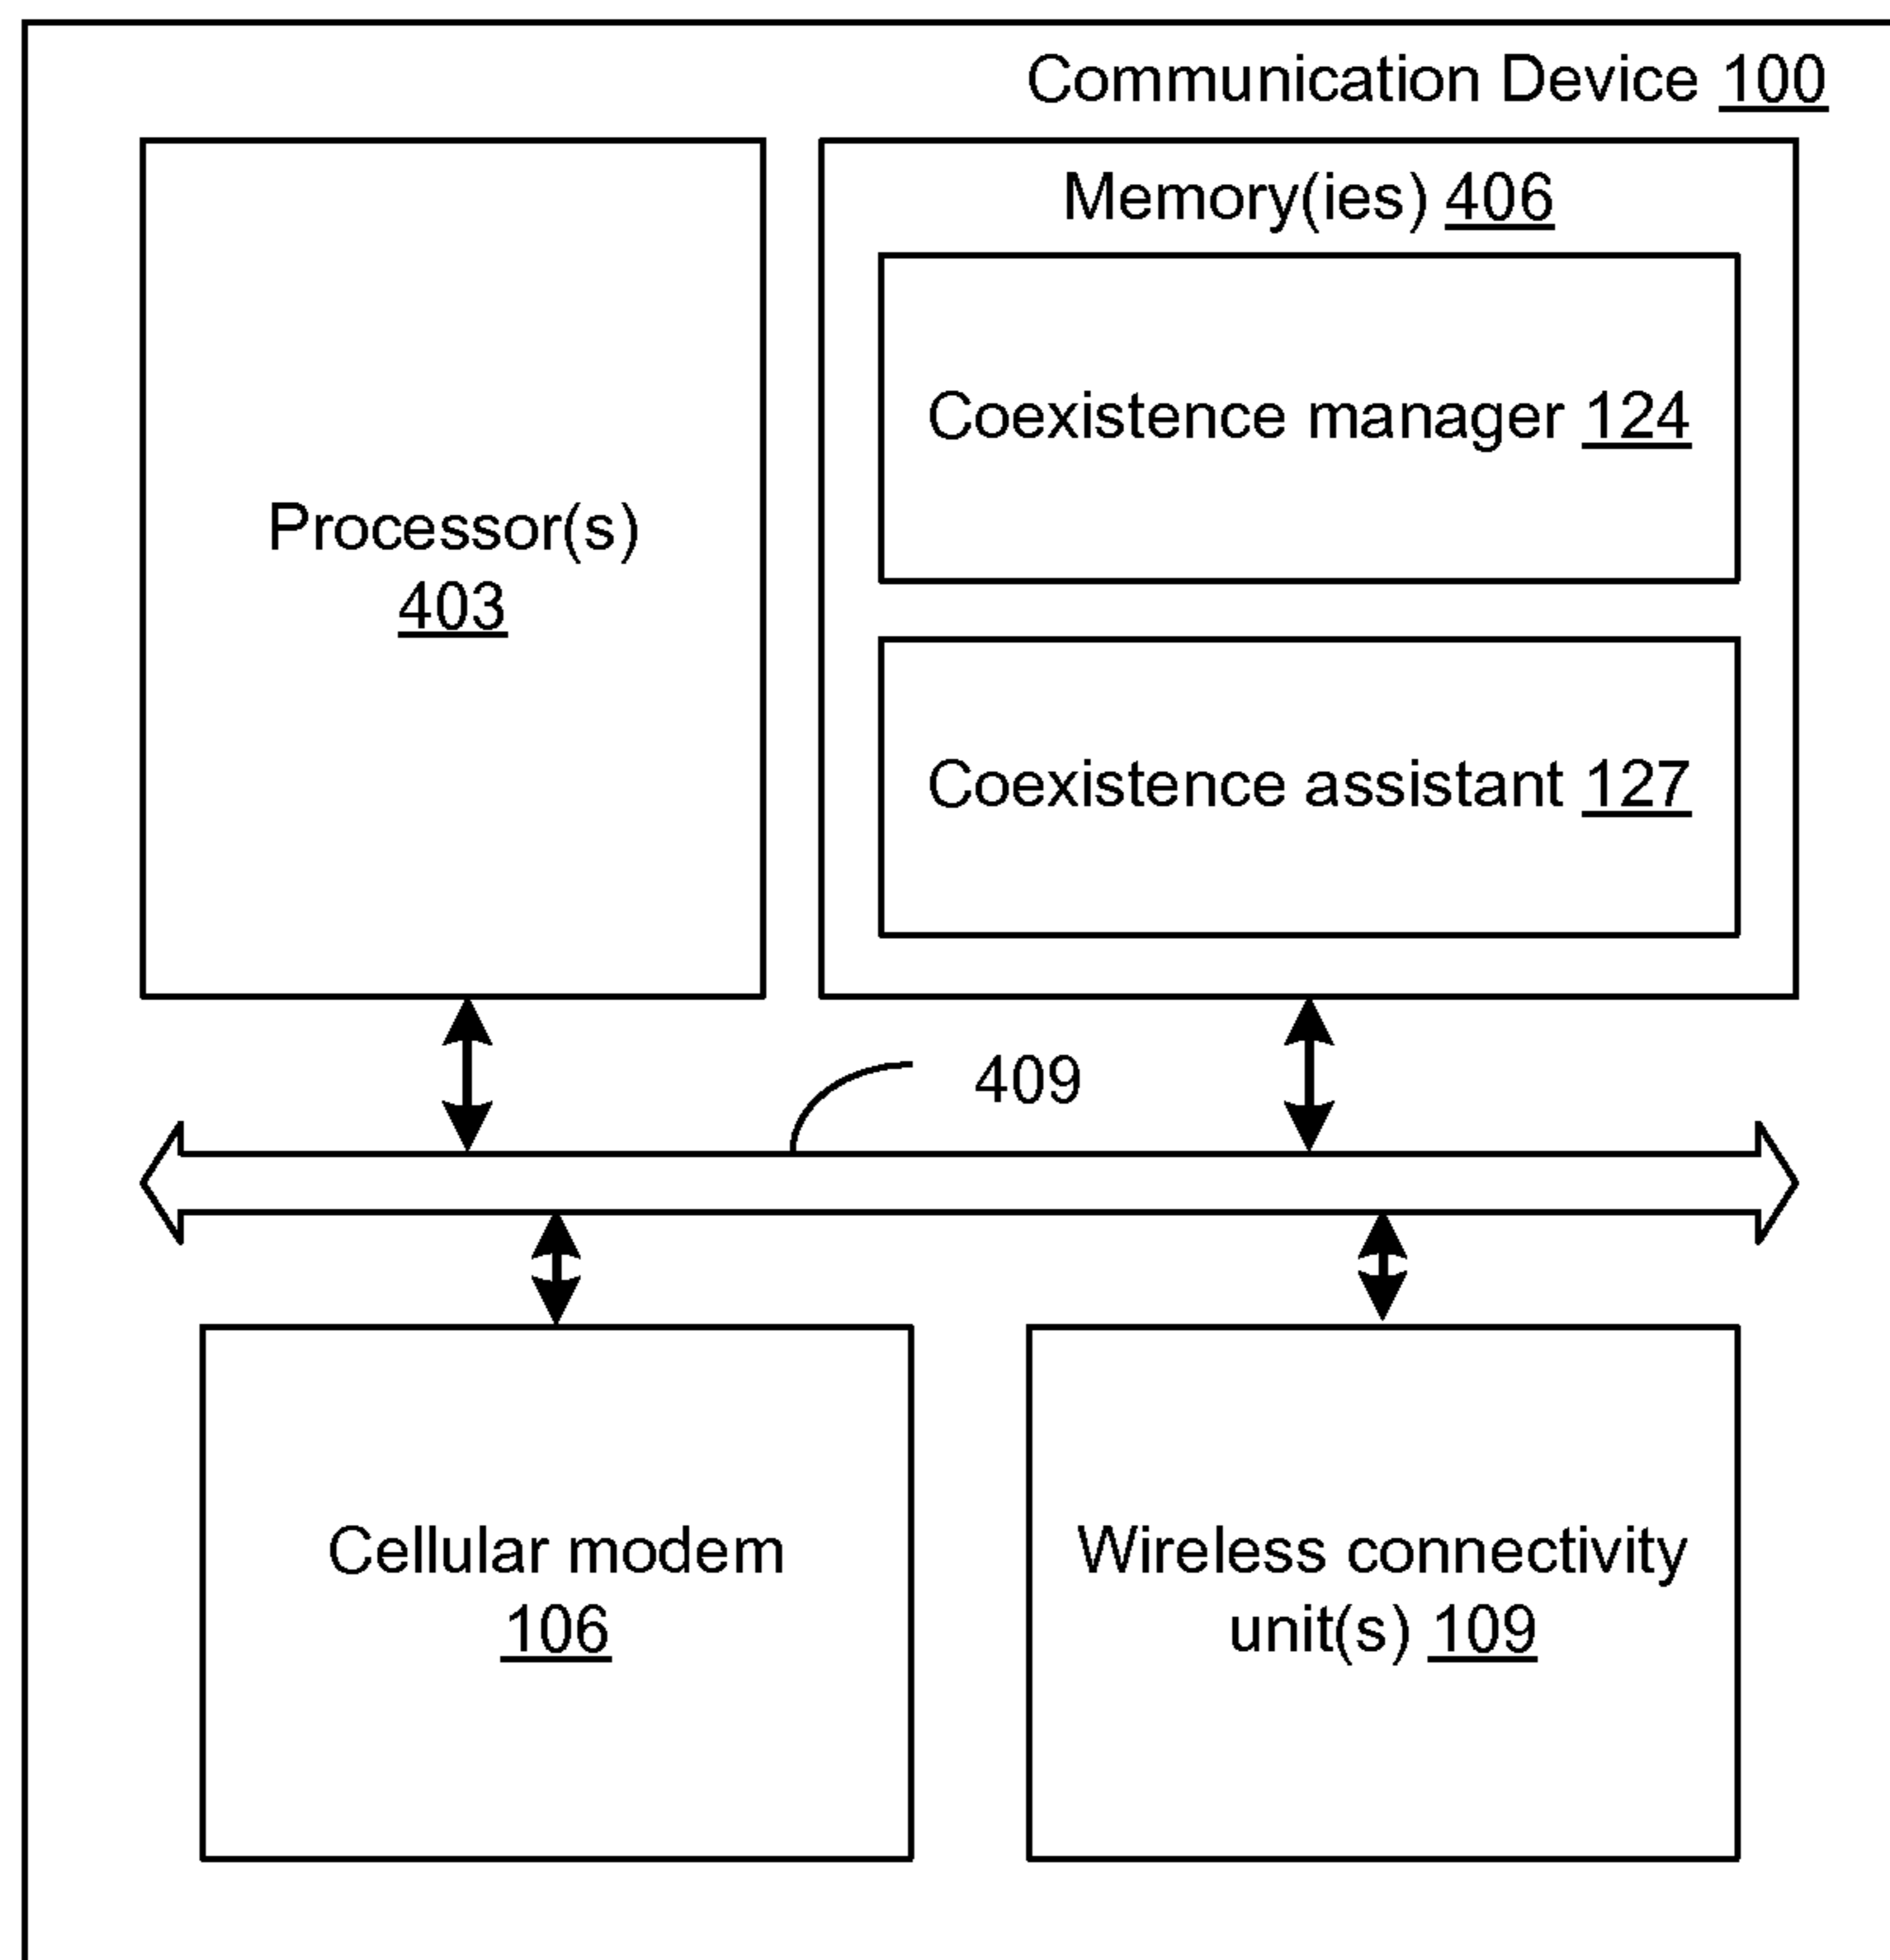 Communication Device 100
Memory(ies) 406
Coexistence manager 124
Processor(s)
403
Coexistence assistant 127
409
Cellular modem
106
Wireless connectivity
unit(s) 109